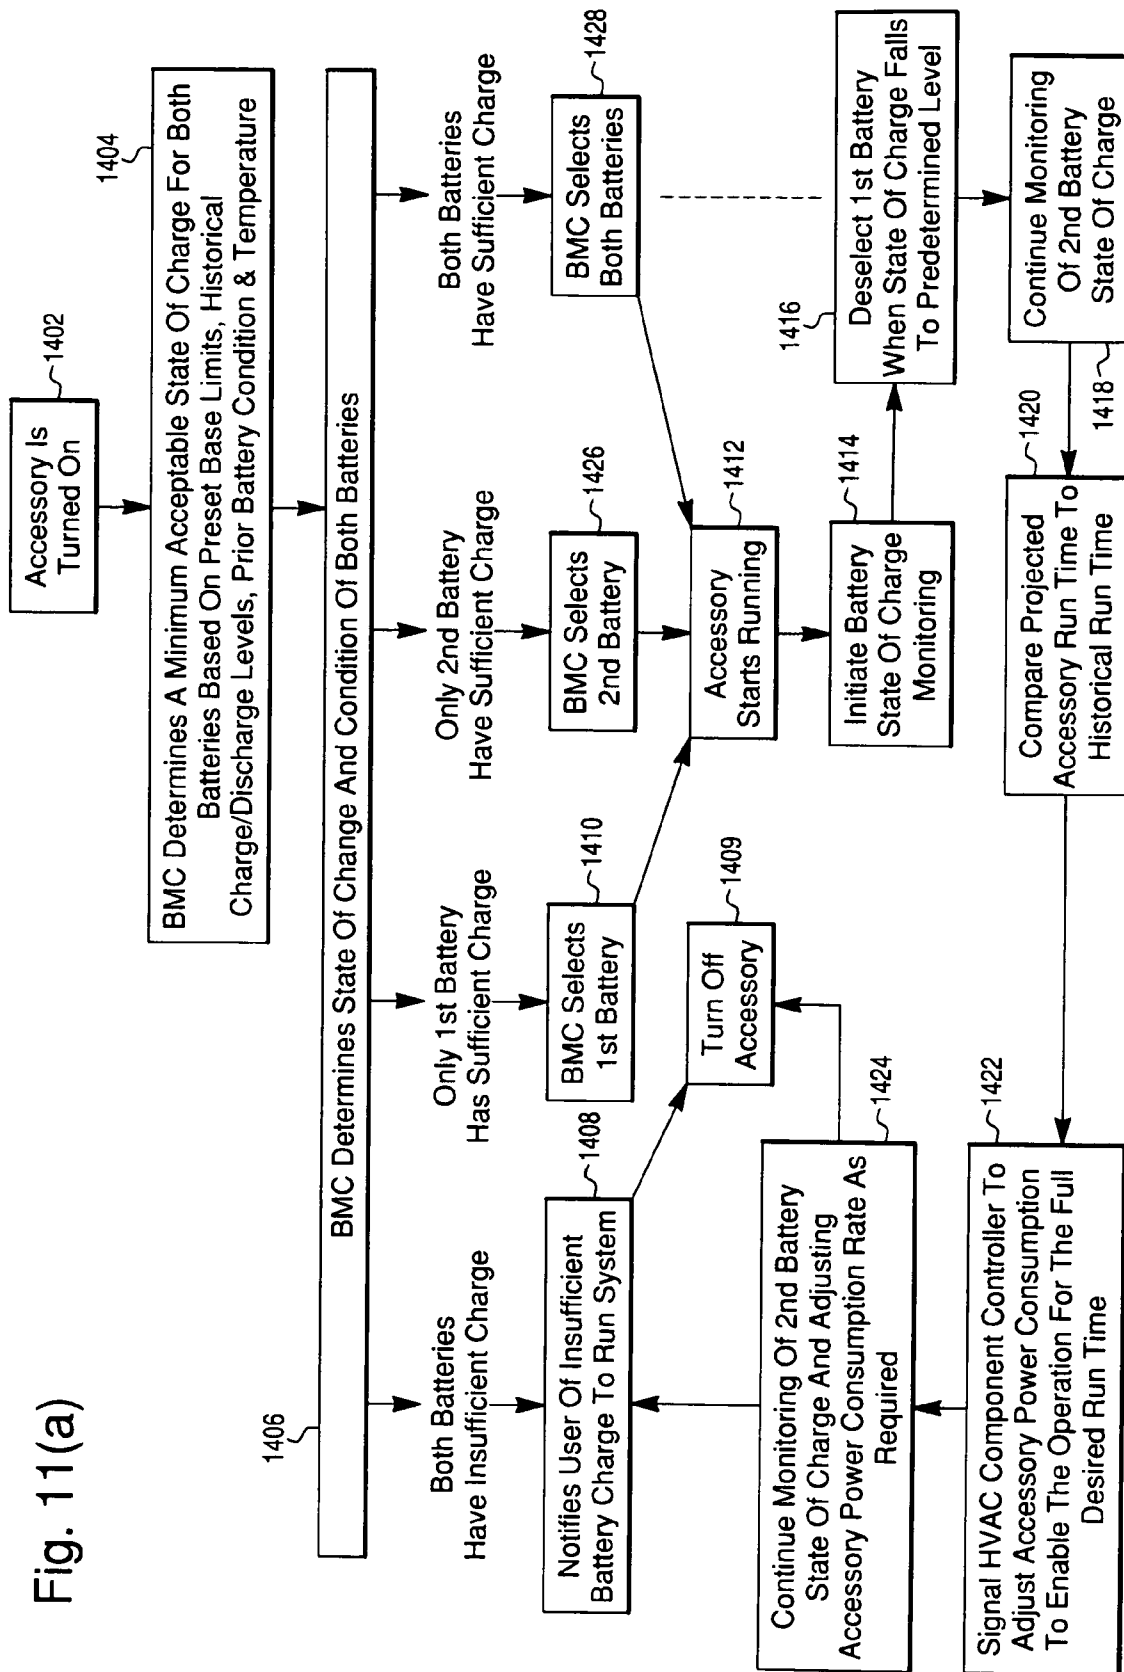 Fig. 11(a)
Accessory Is
Turned On
1402
1404
BMC Determines A Minimum Acceptable State Of Charge For Both
Batteries Based On Preset Base Limits, Historical
Charge/Discharge Levels, Prior Battery Condition & Temperature
1406
BMC Determines State Of Change And Condition Of Both Batteries
Both Batteries
Have Insufficient Charge
Only 1st Battery
Has Sufficient Charge
Only 2nd Battery
Have Sufficient Charge
Both Batteries
Have Sufficient Charge
Notifies User Of Insufficient
Battery Charge To Run System
1408
BMC Selects
1st Battery
1410
BMC Selects
2nd Battery
1426
BMC Selects
Both Batteries
1428
Turn Off
Accessory
1409
Accessory
Starts Running
1412
Continue Monitoring Of 2nd Battery
State Of Charge And Adjusting
Accessory Power Consumption Rate As
Required
1424
Initiate Battery
State Of Charge
Monitoring
1414
1416
Deselect 1st Battery
When State Of Charge Falls
To Predetermined Level
Signal HVAC Component Controller To
Adjust Accessory Power Consumption
To Enable The Operation For The Full
Desired Run Time
1422
Compare Projected
Accessory Run Time To
Historical Run Time
1420
Continue Monitoring
Of 2nd Battery
State Of Charge
1418